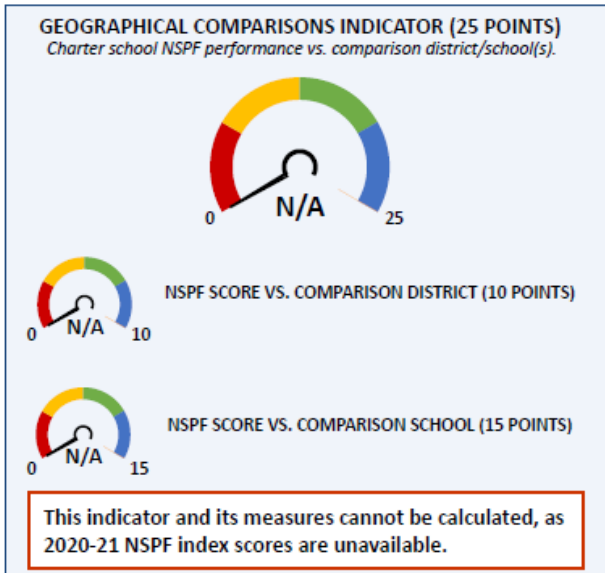 GEOGRAPHICAL COMPARISONS INDICATOR (25 POINTS)
Charter school NSPF performance vs. comparison district/school(s).
N/A
0 25
NSPF SCORE VS. COMPARISON DISTRICT (10 POINTS)
N/A
0 10
NSPF SCORE VS. COMPARISON SCHOOL (15 POINTS)
N/A
0 15
This indicator and its measures cannot be calculated, as
2020-21 NSPF index scores are unavailable.